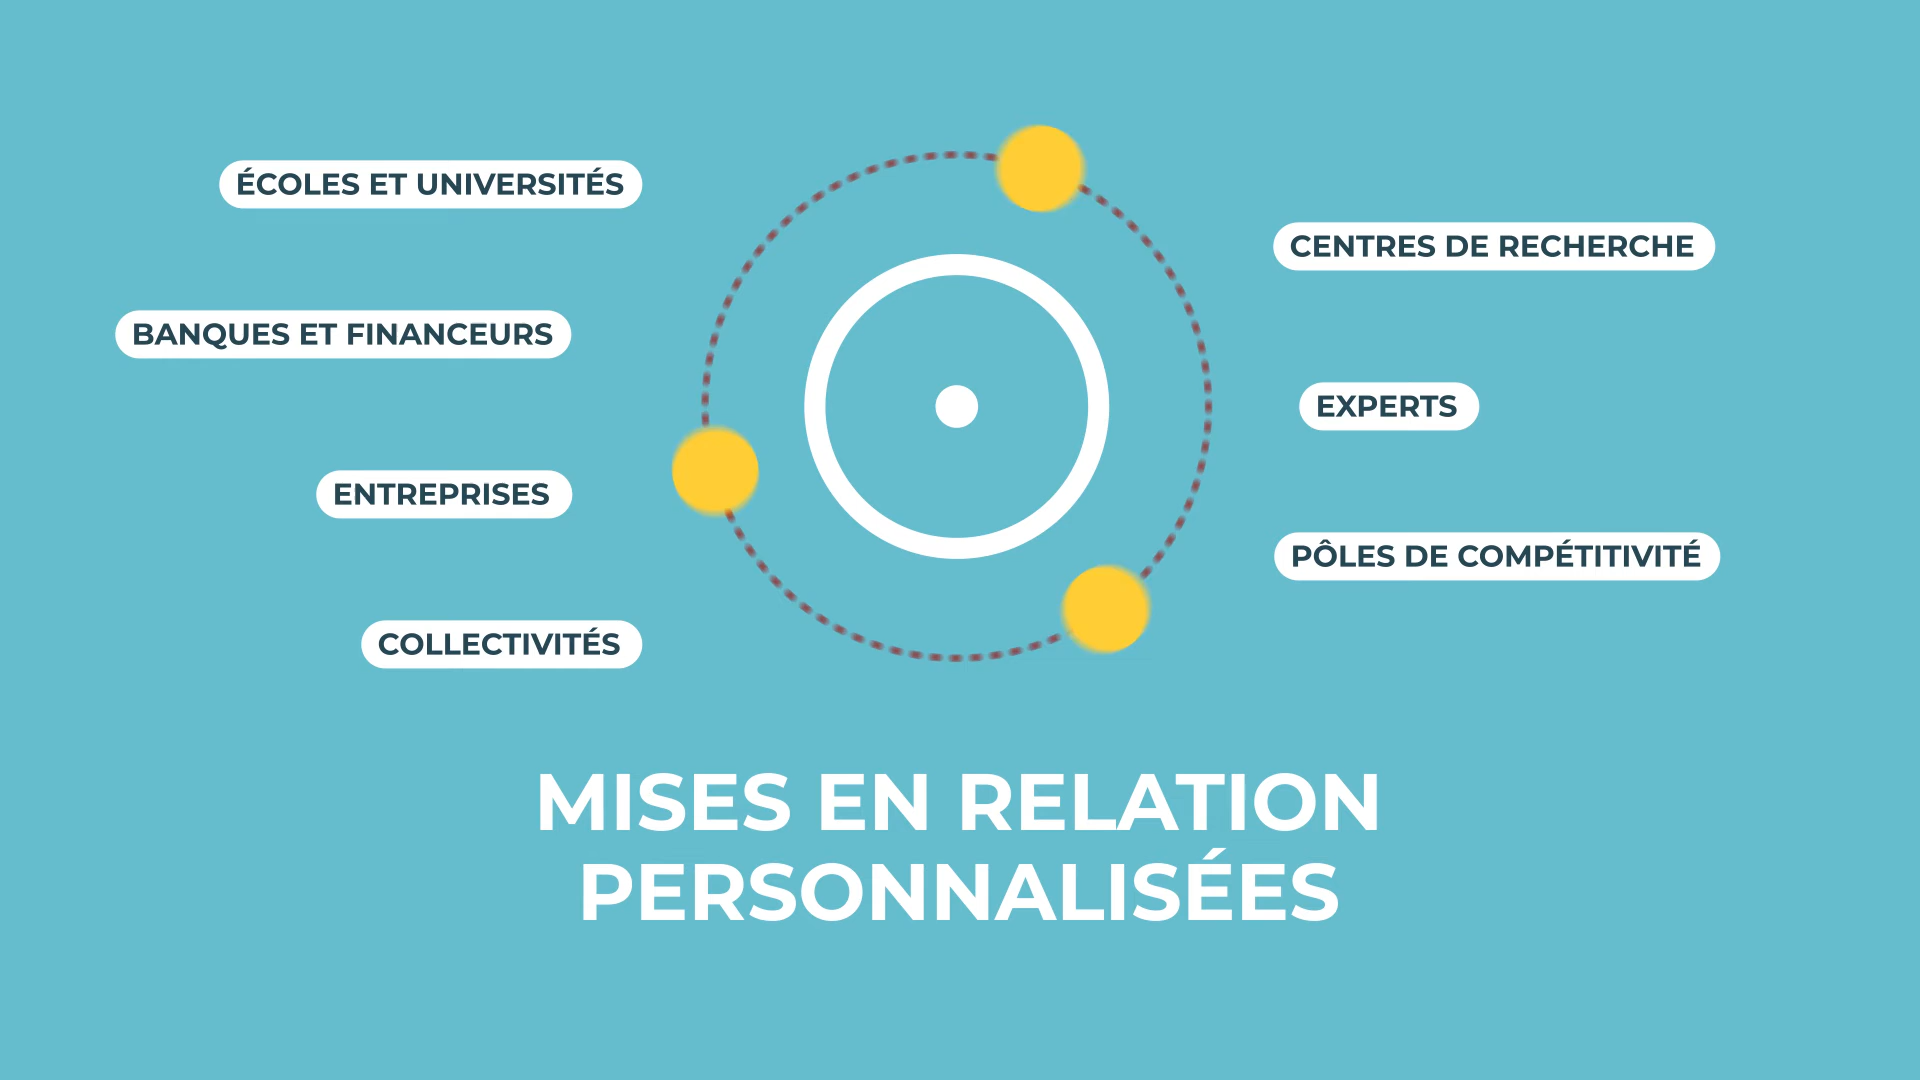 ÉCOLES ET UNIVERSITÉS
BANQUES ET FINANCEURS
ENTREPRISES
COLLECTIVITÉS
CENTRES DE RECHERCHE
EXPERTS
PÔLES DE COMPÉTITIVITÉ
MISES EN RELATION
PERSONNALISÉES